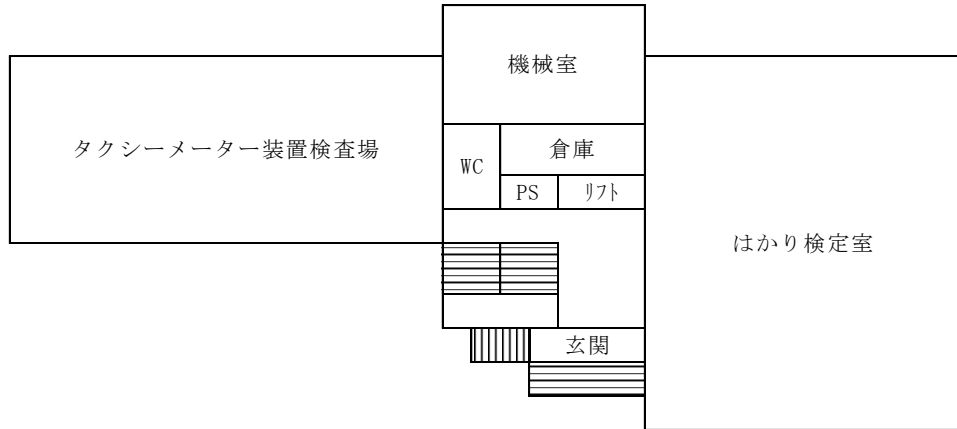 機械室
タクシーメーター装置検査場
WC
倉庫
PS
ﾘﾌﾄ
はかり検定室
玄関